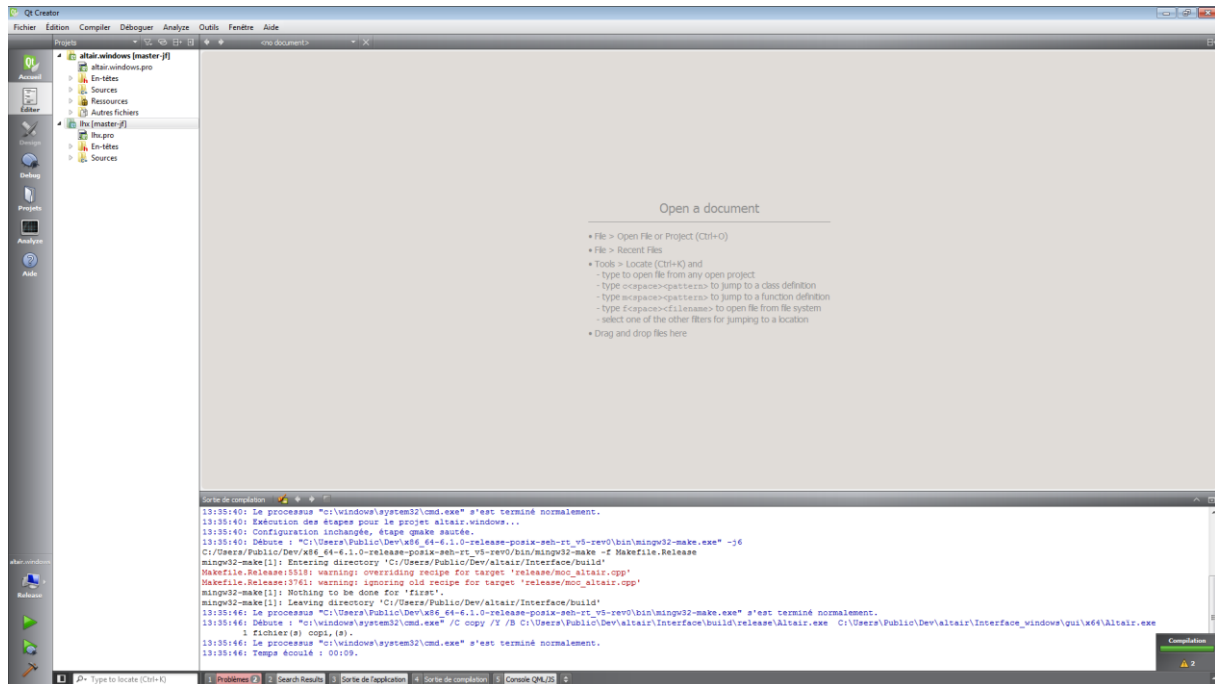 Qt Creator
Fichier Édition Compiler Déboguer Analyze Outils Fenêtre Aide
Projets
<no document>
Accueil
Éditer
Design
Debug
Projets
Analyze
Aide
altair.windows [master-jf]
altair.windows.pro
En-têtes
Sources
Ressources
Autres fichiers
lhx [master-jf]
lhx.pro
En-têtes
Sources
Open a document
• File > Open File or Project (Ctrl+O)
• File > Recent Files
• Tools > Locate (Ctrl+K) and
- type to open file from any open project
- type c<space><pattern> to jump to a class definition
- type m<space><pattern> to jump to a function definition
- type f<space><filename> to open file from file system
- select one of the other filters for jumping to a location
• Drag and drop files here
Sortie de compilation
13:35:40: Le processus "c:\windows\system32\cmd.exe" s'est terminé normalement.
13:35:40: Exécution des étapes pour le projet altair.windows...
13:35:40: Configuration inchangée, étape qmake sautée.
13:35:40: Débute : "C:\Users\Public\Dev\x86_64-6.1.0-release-posix-seh-rt_v5-rev0\bin\mingw32-make.exe" -j6
C:/Users/Public/Dev/x86_64-6.1.0-release-posix-seh-rt_v5-rev0/bin/mingw32-make -f Makefile.Release
mingw32-make[1]: Entering directory 'C:/Users/Public/Dev/altair/Interface/build'
Makefile.Release:5518: warning: overriding recipe for target 'release/moc_altair.cpp'
Makefile.Release:3761: warning: ignoring old recipe for target 'release/moc_altair.cpp'
mingw32-make[1]: Nothing to be done for 'first'.
mingw32-make[1]: Leaving directory 'C:/Users/Public/Dev/altair/Interface/build'
13:35:46: Le processus "C:\Users\Public\Dev\x86_64-6.1.0-release-posix-seh-rt_v5-rev0\bin\mingw32-make.exe" s'est terminé normalement.
13:35:46: Débute : "c:\windows\system32\cmd.exe" /C copy /Y /B C:\Users\Public\Dev\altair\Interface\build\release\Altair.exe C:\Users\Public\Dev\altair\Interface_windows\gui\x64\Altair.exe
1 fichier(s) copi,(s).
13:35:46: Le processus "c:\windows\system32\cmd.exe" s'est terminé normalement.
13:35:46: Temps écoulé : 00:09.
altair.windows
Release
Compilation
2
Type to locate (Ctrl+K)
1 Problèmes 2 2 Search Results 3 Sortie de l'application 4 Sortie de compilation 5 Console QML/JS